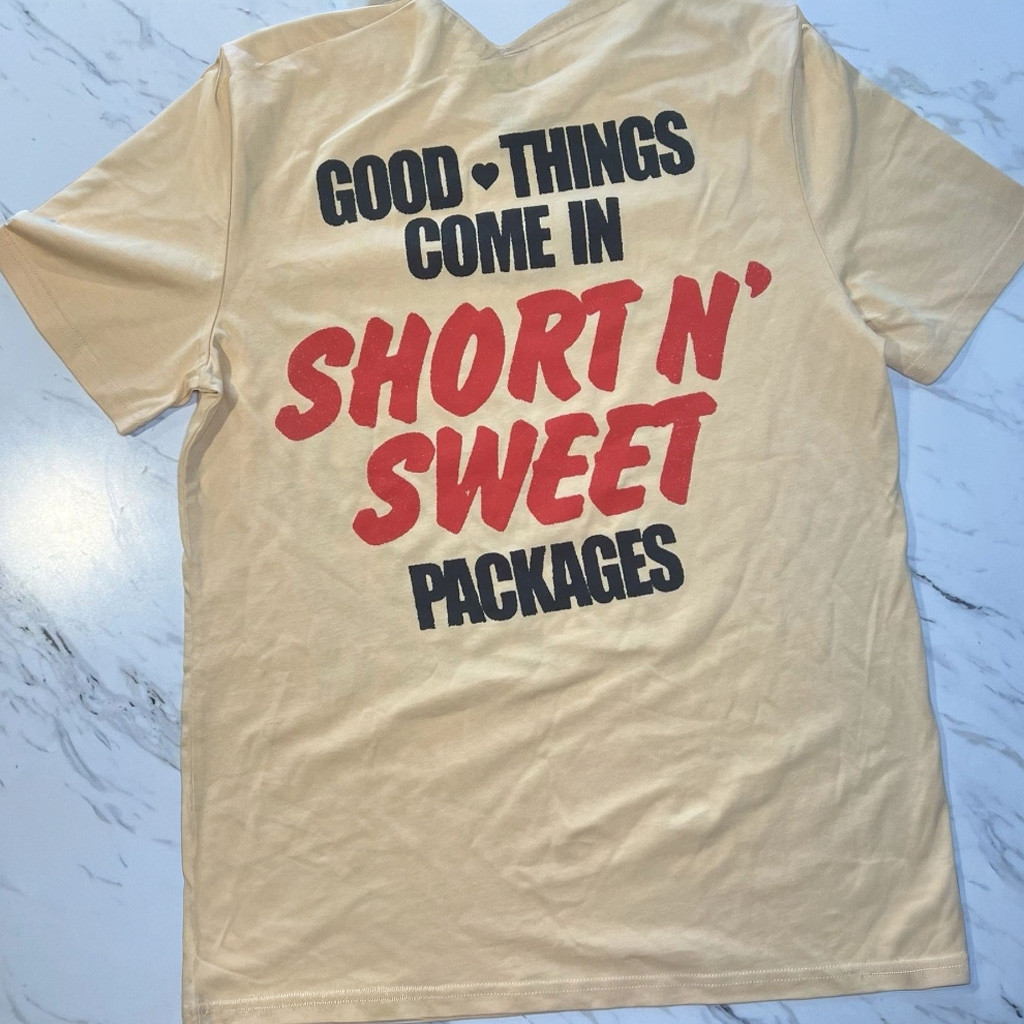 GOOD ♥ THINGS
COME IN
SHORT N'
SWEET
PACKAGES